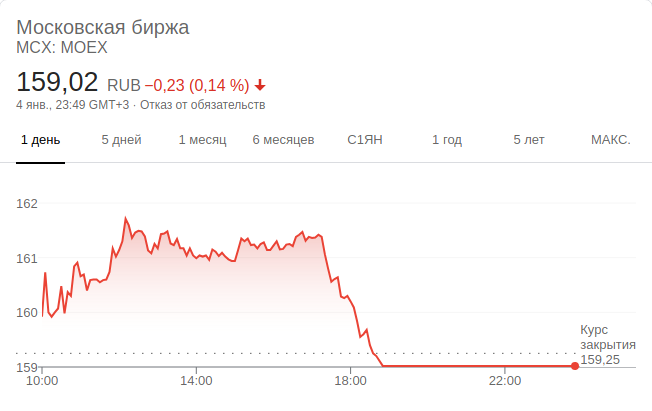 Московская биржа
MCX: MOEX
159,02 RUB −0,23 (0,14 %)
4 янв., 23:49 GMT+3 · Отказ от обязательств
1 день 5 дней 1 месяц 6 месяцев С1ЯН 1 год 5 лет МАКС.
162
161
160
Курс
закрытия
159,25
159
10:00 14:00 18:00 22:00